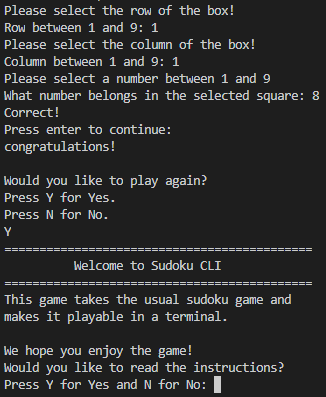 Please select the row of the box!
Row between 1 and 9: 1
Please select the column of the box!
Column between 1 and 9: 1
Please select a number between 1 and 9
What number belongs in the selected square: 8
Correct!
Press enter to continue:
congratulations!

Would you like to play again?
Press Y for Yes.
Press N for No.
Y
============================================
Welcome to Sudoku CLI
============================================
This game takes the usual sudoku game and
makes it playable in a terminal.

We hope you enjoy the game!
Would you like to read the instructions?
Press Y for Yes and N for No: